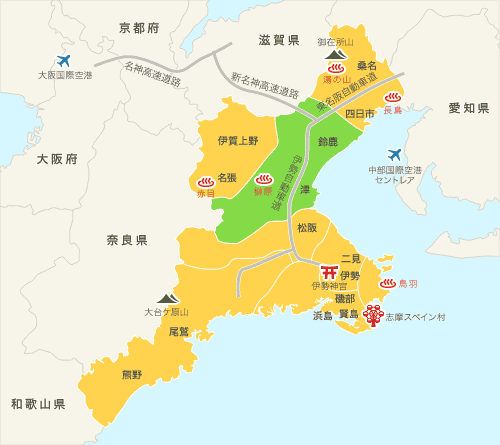 京都府
滋賀県
御在所山
大阪国際空港
名神高速道路
桑名
湯の山
新名神高速道路
東名阪自動車道
長島
愛知県
四日市
伊賀上野
鈴鹿
大阪府
中部国際空港
セントレア
伊勢自動車道
名張
赤目
榊原
津
松阪
奈良県
二見
伊勢
伊勢神宮
鳥羽
磯部
大台ケ原山
浜島
賢島
志摩スペイン村
尾鷲
熊野
和歌山県